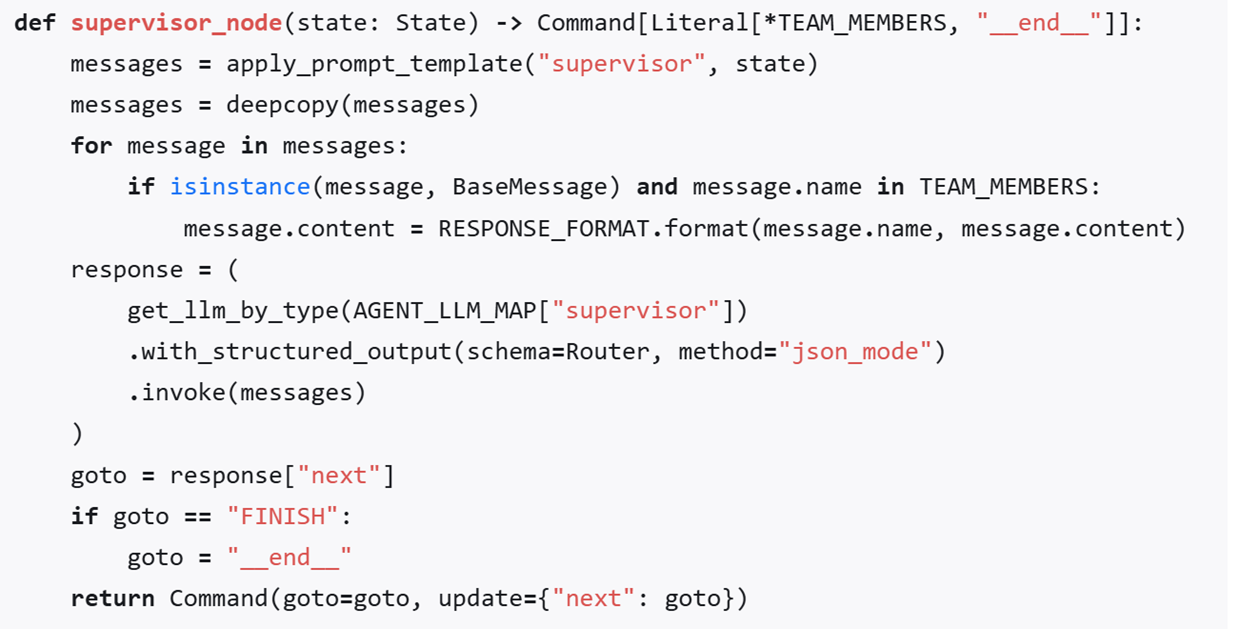 def supervisor_node(state: State) -> Command[Literal[*TEAM_MEMBERS, "__end__"]]:
    messages = apply_prompt_template("supervisor", state)
    messages = deepcopy(messages)
    for message in messages:
        if isinstance(message, BaseMessage) and message.name in TEAM_MEMBERS:
            message.content = RESPONSE_FORMAT.format(message.name, message.content)
    response = (
        get_llm_by_type(AGENT_LLM_MAP["supervisor"])
        .with_structured_output(schema=Router, method="json_mode")
        .invoke(messages)
    )
    goto = response["next"]
    if goto == "FINISH":
        goto = "__end__"
    return Command(goto=goto, update={"next": goto})